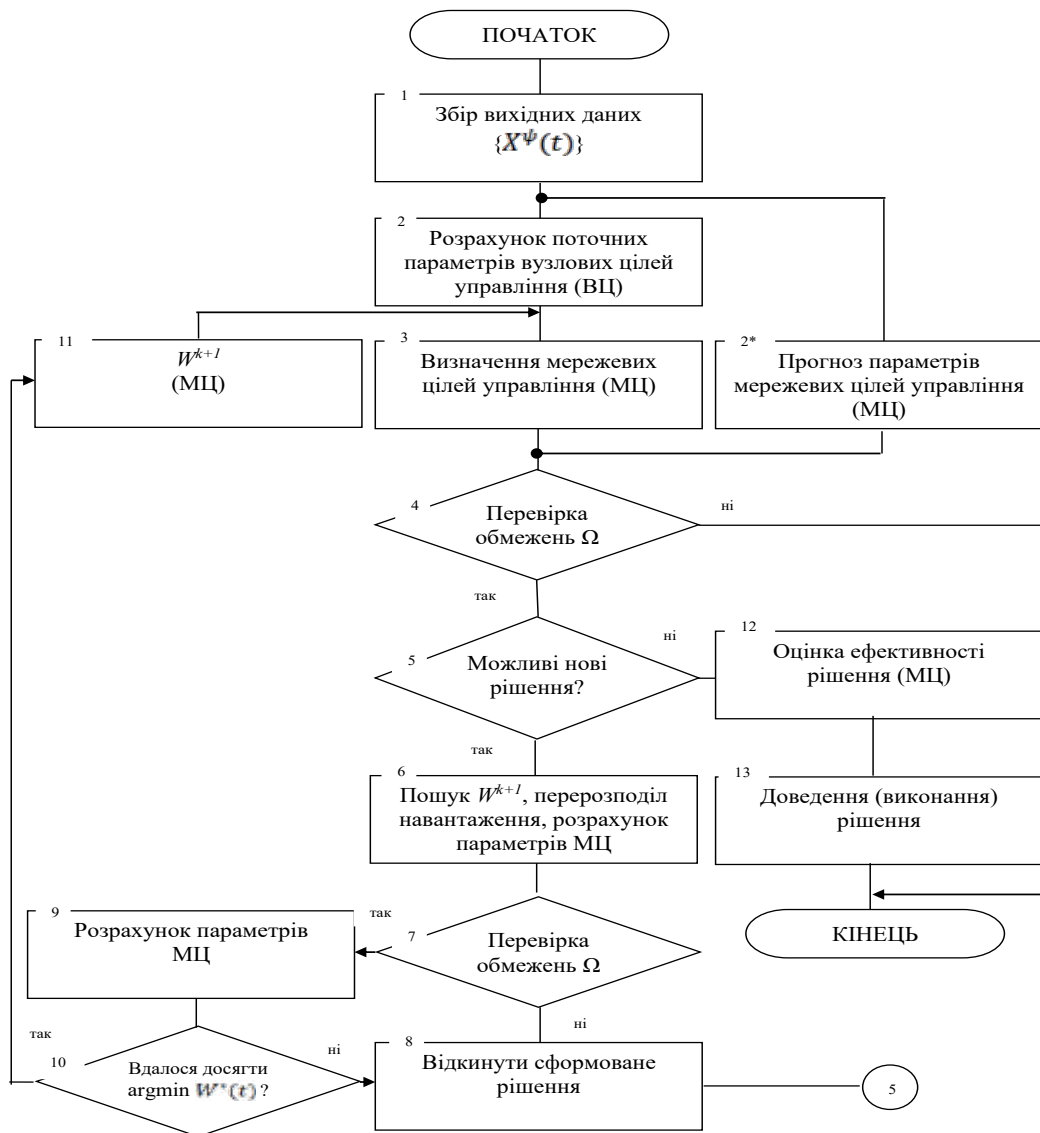 ПОЧАТОК
1
Збір вихідних даних
{X^ψ(t)}
2
Розрахунок поточних
параметрів вузлових цілей
управління (ВЦ)
11
W^{k+1}
(МЦ)
3
Визначення мережевих
цілей управління (МЦ)
2*
Прогноз параметрів
мережевих цілей управління
(МЦ)
4
Перевірка
обмежень Ω
ні
так
5
Можливі нові
рішення?
ні
12
Оцінка ефективності
рішення (МЦ)
так
6
Пошук W^{k+1}, перерозподіл
навантаження, розрахунок
параметрів МЦ
13
Доведення (виконання)
рішення
9
Розрахунок параметрів
МЦ
так
7
Перевірка
обмежень Ω
КІНЕЦЬ
ні
так
10
Вдалося досягти
argmin W*(t) ?
ні
8
Відкинути сформоване
рішення
5